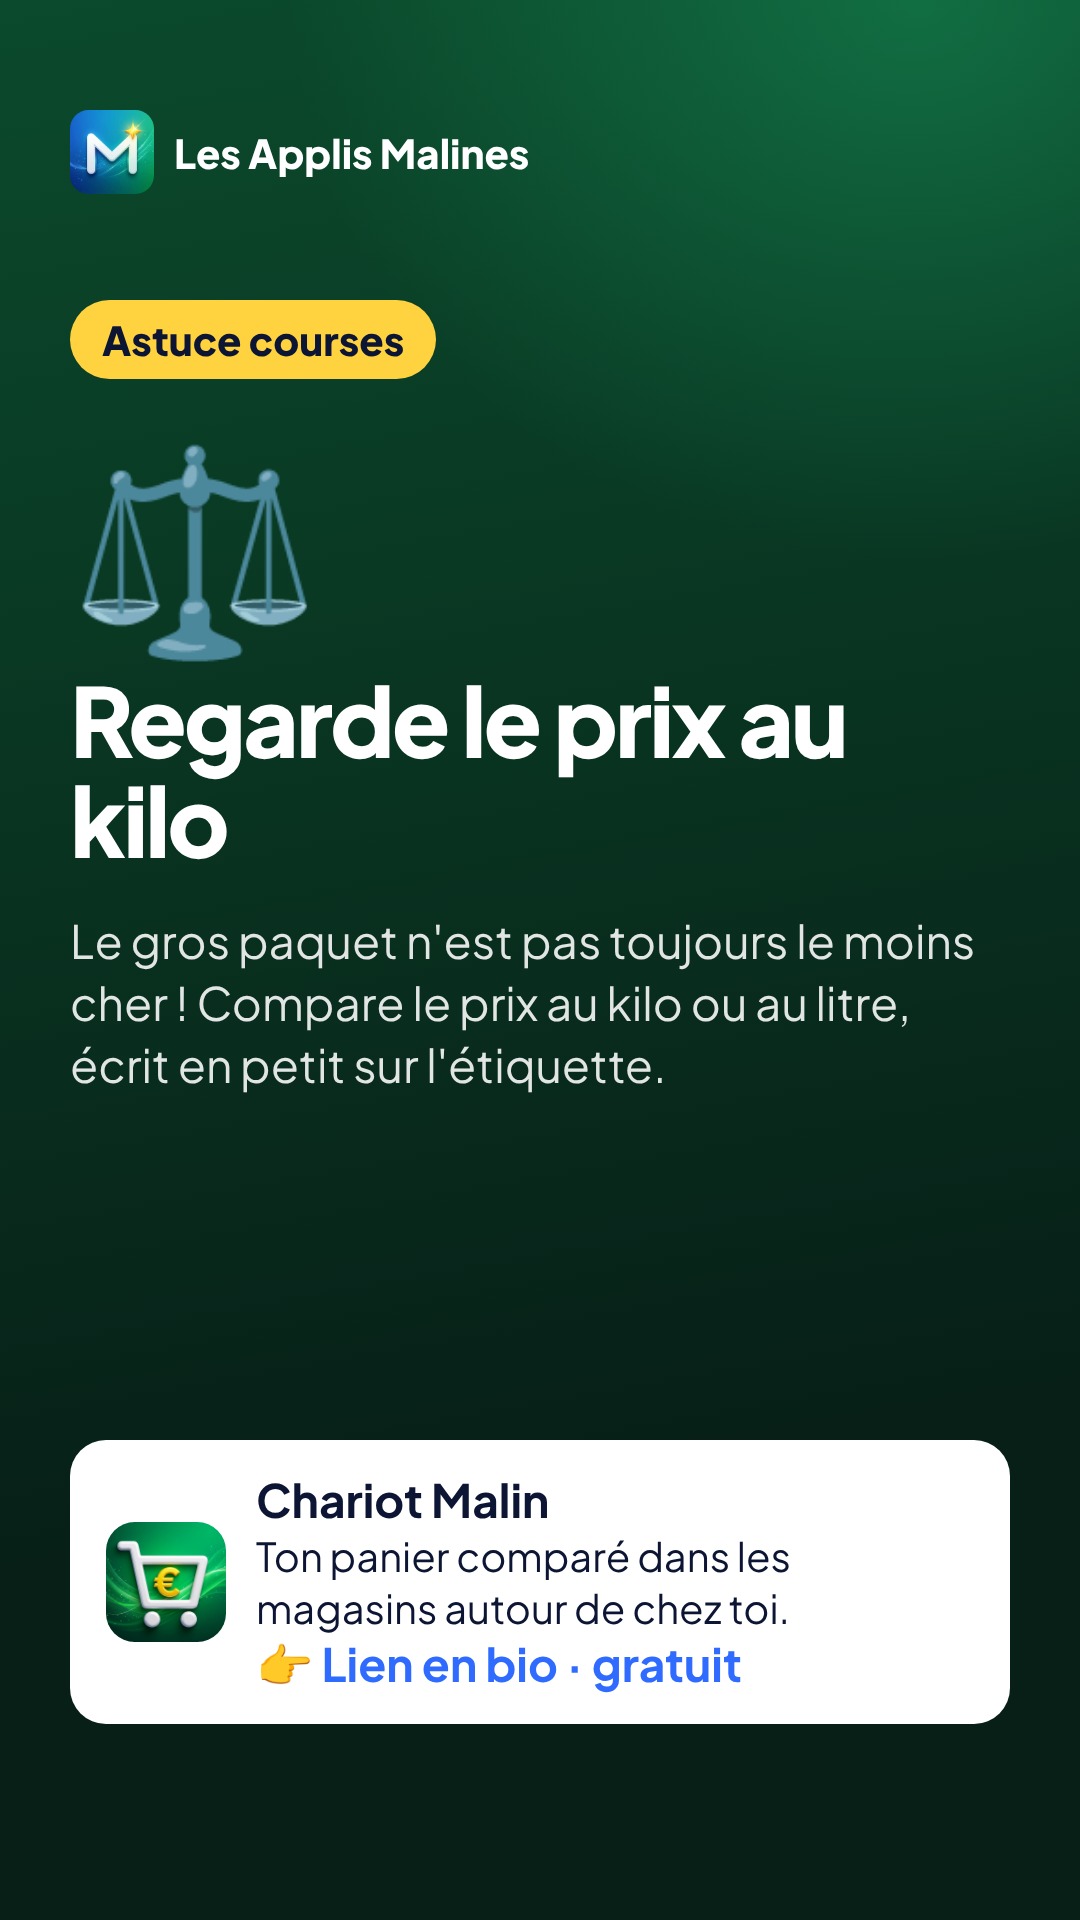 M
Les Applis Malines
Astuce courses
Regarde le prix au
kilo
Le gros paquet n'est pas toujours le moins
cher ! Compare le prix au kilo ou au litre,
écrit en petit sur l'étiquette.
Chariot Malin
€
Ton panier comparé dans les
magasins autour de chez toi.
👉 Lien en bio · gratuit